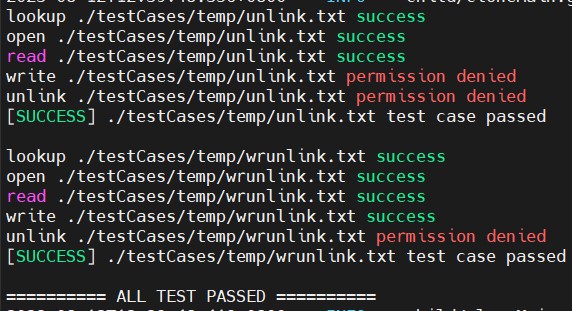 lookup ./testCases/temp/unlink.txt success
open ./testCases/temp/unlink.txt success
read ./testCases/temp/unlink.txt success
write ./testCases/temp/unlink.txt permission denied
unlink ./testCases/temp/unlink.txt permission denied
[SUCCESS] ./testCases/temp/unlink.txt test case passed
lookup ./testCases/temp/wrunlink.txt success
open ./testCases/temp/wrunlink.txt success
read ./testCases/temp/wrunlink.txt success
write ./testCases/temp/wrunlink.txt success
unlink ./testCases/temp/wrunlink.txt permission denied
[SUCCESS] ./testCases/temp/wrunlink.txt test case passed
========== ALL TEST PASSED ==========